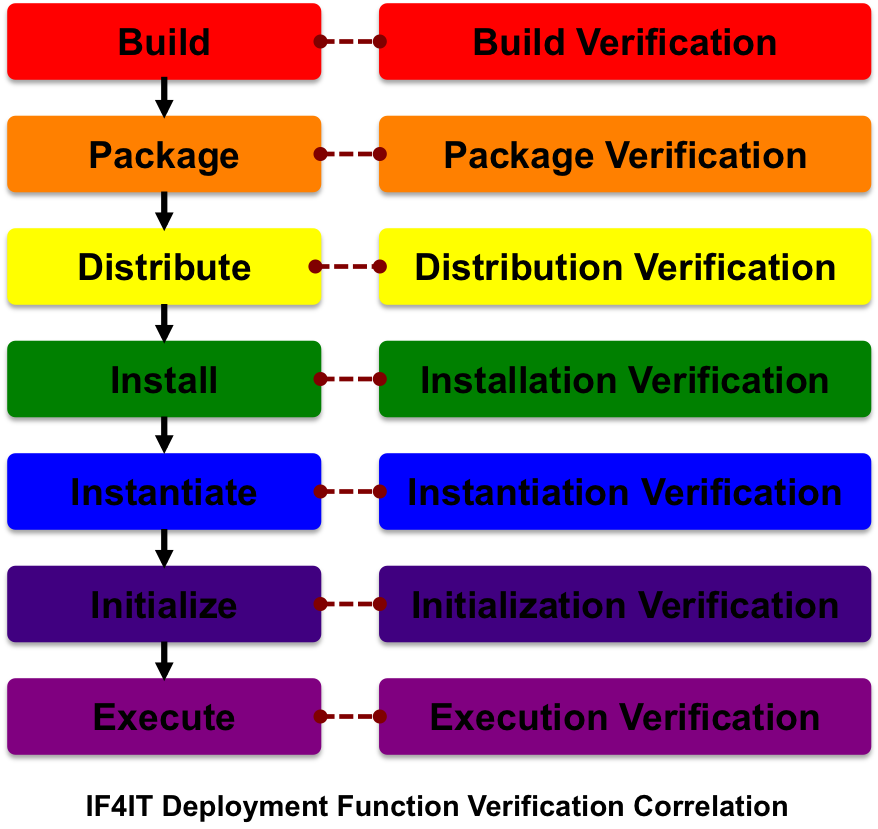 Build
Build Verification
Package
Package Verification
Distribute
Distribution Verification
Install
Installation Verification
Instantiate
Instantiation Verification
Initialize
Initialization Verification
Execute
Execution Verification
IF4IT Deployment Function Verification Correlation